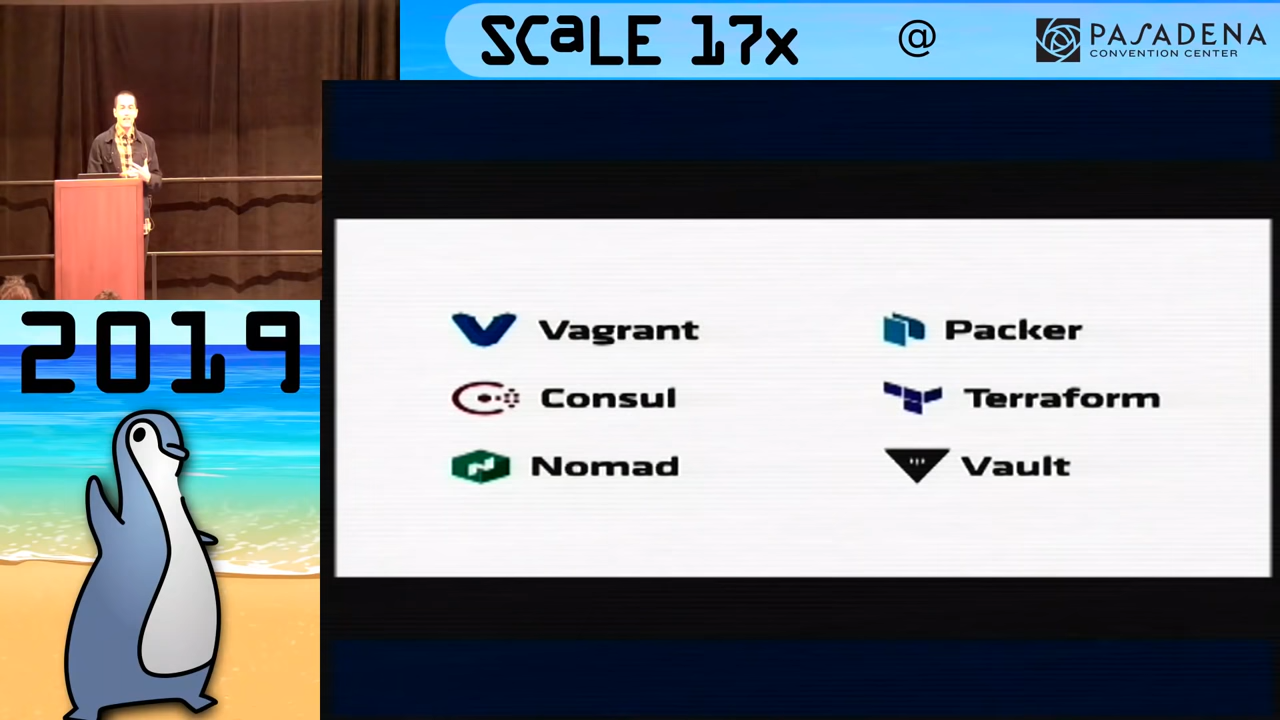 SCaLE 17x @ PASADENA
CONVENTION CENTER
Vagrant Packer
Consul Terraform
Nomad Vault
2019